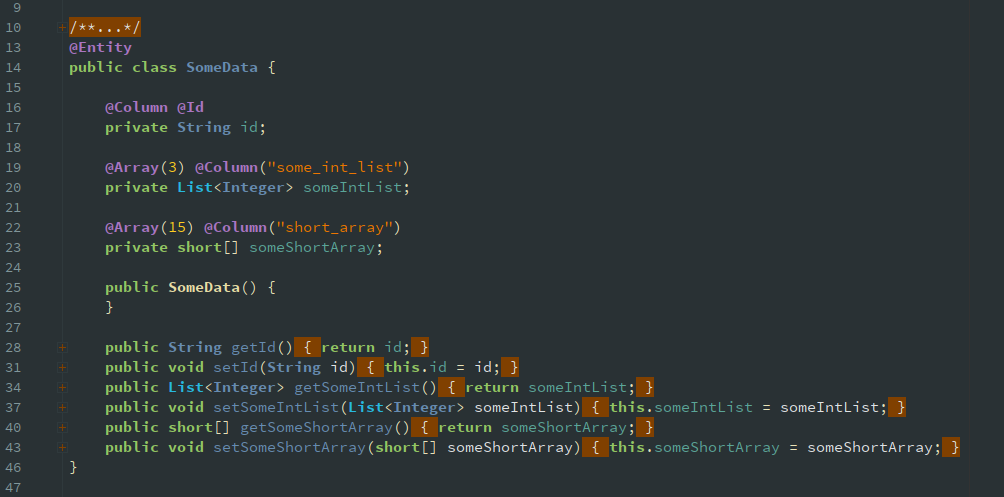 9
10 /**...*/
13 @Entity
14 public class SomeData {
15
16 @Column @Id
17 private String id;
18
19 @Array(3) @Column("some_int_list")
20 private List<Integer> someIntList;
21
22 @Array(15) @Column("short_array")
23 private short[] someShortArray;
24
25 public SomeData() {
26 }
27
28 public String getId() { return id; }
31 public void setId(String id) { this.id = id; }
34 public List<Integer> getSomeIntList() { return someIntList; }
37 public void setSomeIntList(List<Integer> someIntList) { this.someIntList = someIntList; }
40 public short[] getSomeShortArray() { return someShortArray; }
43 public void setSomeShortArray(short[] someShortArray) { this.someShortArray = someShortArray; }
46 }
47